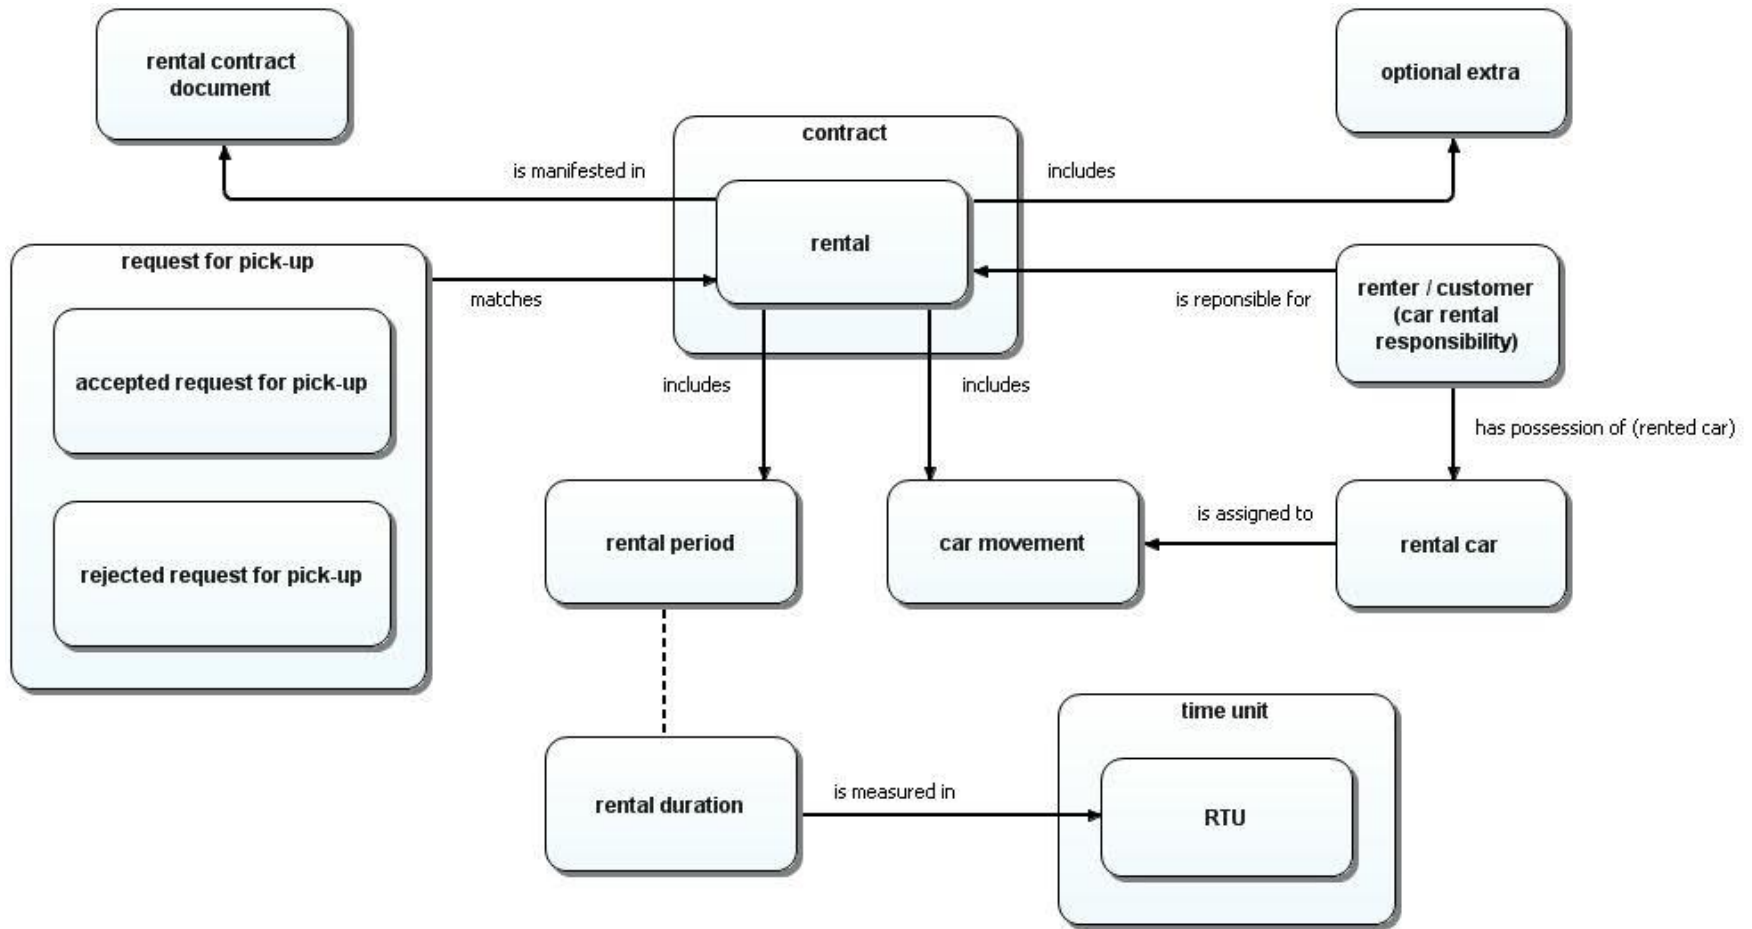 rental contract
document
optional extra
contract
is manifested in
includes
rental
request for pick-up
matches
is reponsible for
renter / customer
(car rental
responsibility)
accepted request for pick-up
includes
includes
has possession of (rented car)
rental period
car movement
is assigned to
rental car
rejected request for pick-up
time unit
rental duration
is measured in
RTU